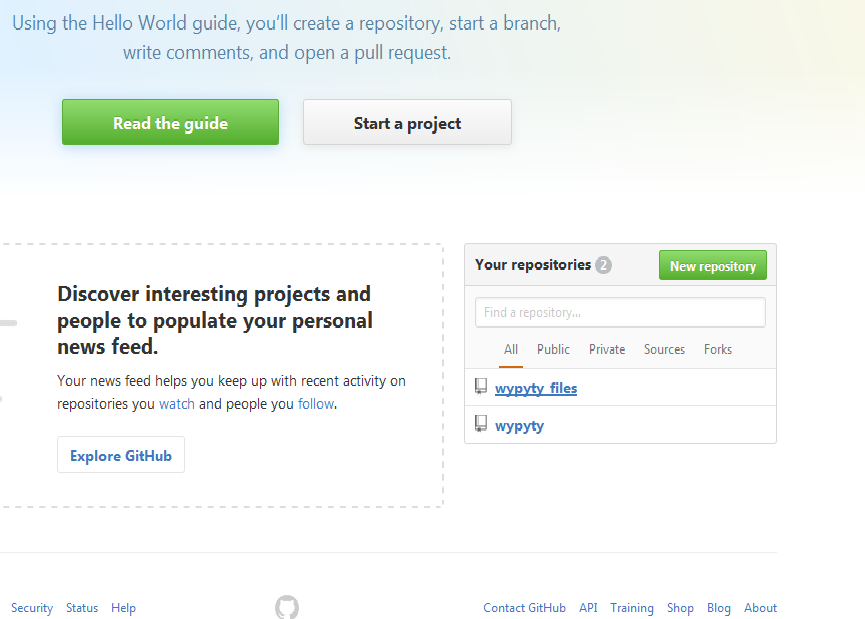 Using the Hello World guide, you’ll create a repository, start a branch,
write comments, and open a pull request.
Read the guide
Start a project
Discover interesting projects and
people to populate your personal
news feed.
Your news feed helps you keep up with recent activity on
repositories you watch and people you follow.
Explore GitHub
Your repositories 2
New repository
Find a repository...
All Public Private Sources Forks
wypyty_files
wypyty
Security Status Help
Contact GitHub API Training Shop Blog About